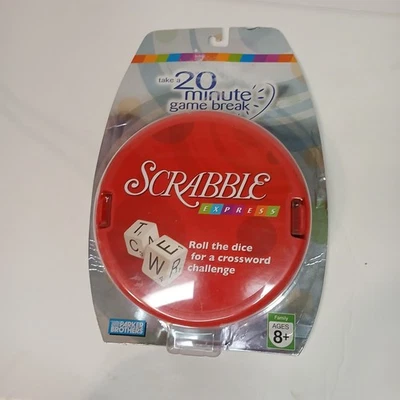 take a
20
minute
game break
SCRABBLE
EXPRESS
Roll the dice
for a crossword
challenge
T
C
E
W
R
PARKER
BROTHERS
Family
AGES
8+